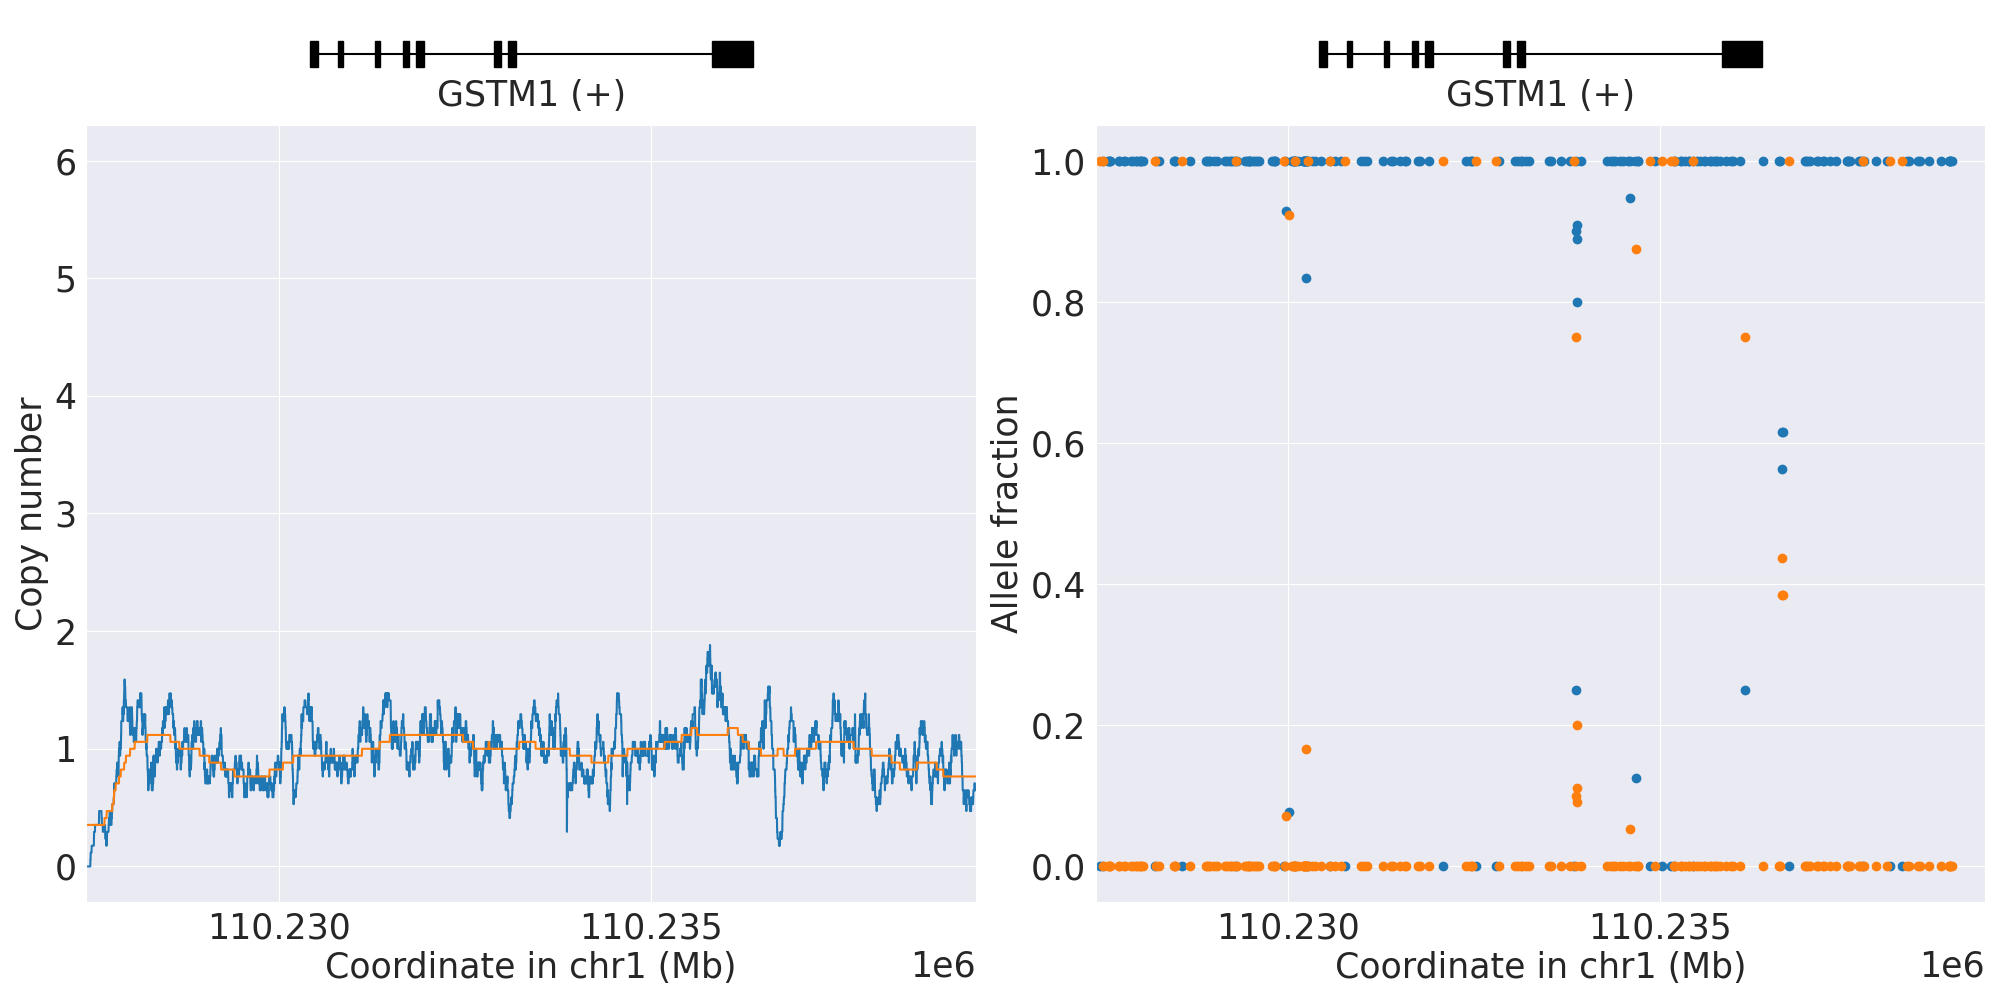 GSTM1 (+)
Copy number
6
5
4
3
2
1
0
110.230
110.235
Coordinate in chr1 (Mb)
1e6
GSTM1 (+)
Allele fraction
1.0
0.8
0.6
0.4
0.2
0.0
110.230
110.235
Coordinate in chr1 (Mb)
1e6